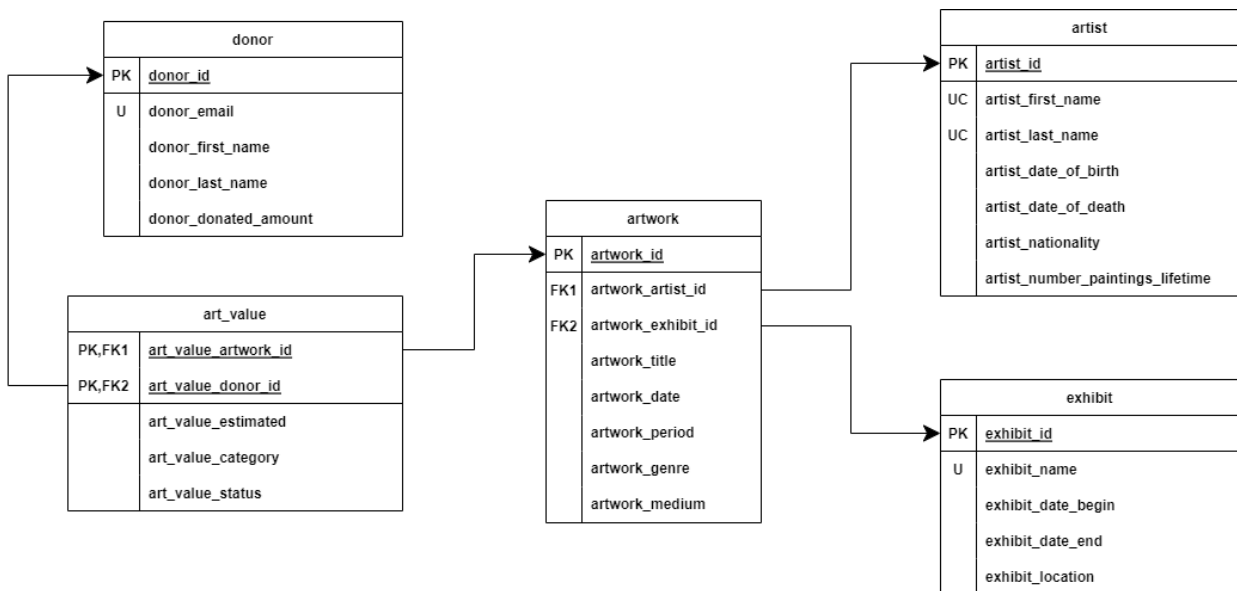 donor
PK donor_id
U donor_email
donor_first_name
donor_last_name
donor_donated_amount
art_value
PK,FK1 art_value_artwork_id
PK,FK2 art_value_donor_id
art_value_estimated
art_value_category
art_value_status
artwork
PK artwork_id
FK1 artwork_artist_id
FK2 artwork_exhibit_id
artwork_title
artwork_date
artwork_period
artwork_genre
artwork_medium
artist
PK artist_id
UC artist_first_name
UC artist_last_name
artist_date_of_birth
artist_date_of_death
artist_nationality
artist_number_paintings_lifetime
exhibit
PK exhibit_id
U exhibit_name
exhibit_date_begin
exhibit_date_end
exhibit_location